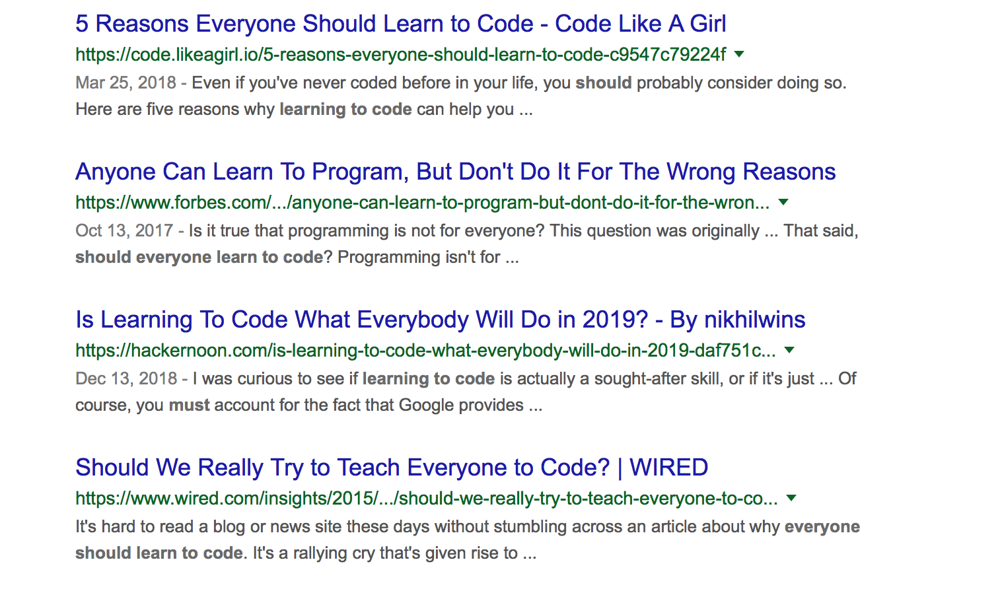 5 Reasons Everyone Should Learn to Code - Code Like A Girl
https://code.likeagirl.io/5-reasons-everyone-should-learn-to-code-c9547c79224f
Mar 25, 2018 - Even if you've never coded before in your life, you should probably consider doing so.
Here are five reasons why learning to code can help you ...
Anyone Can Learn To Program, But Don't Do It For The Wrong Reasons
https://www.forbes.com/.../anyone-can-learn-to-program-but-dont-do-it-for-the-wron...
Oct 13, 2017 - Is it true that programming is not for everyone? This question was originally ... That said,
should everyone learn to code? Programming isn't for ...
Is Learning To Code What Everybody Will Do in 2019? - By nikhilwins
https://hackernoon.com/is-learning-to-code-what-everybody-will-do-in-2019-daf751c...
Dec 13, 2018 - I was curious to see if learning to code is actually a sought-after skill, or if it's just ... Of
course, you must account for the fact that Google provides ...
Should We Really Try to Teach Everyone to Code? | WIRED
https://www.wired.com/insights/2015/.../should-we-really-try-to-teach-everyone-to-co...
It's hard to read a blog or news site these days without stumbling across an article about why everyone
should learn to code. It's a rallying cry that's given rise to ...